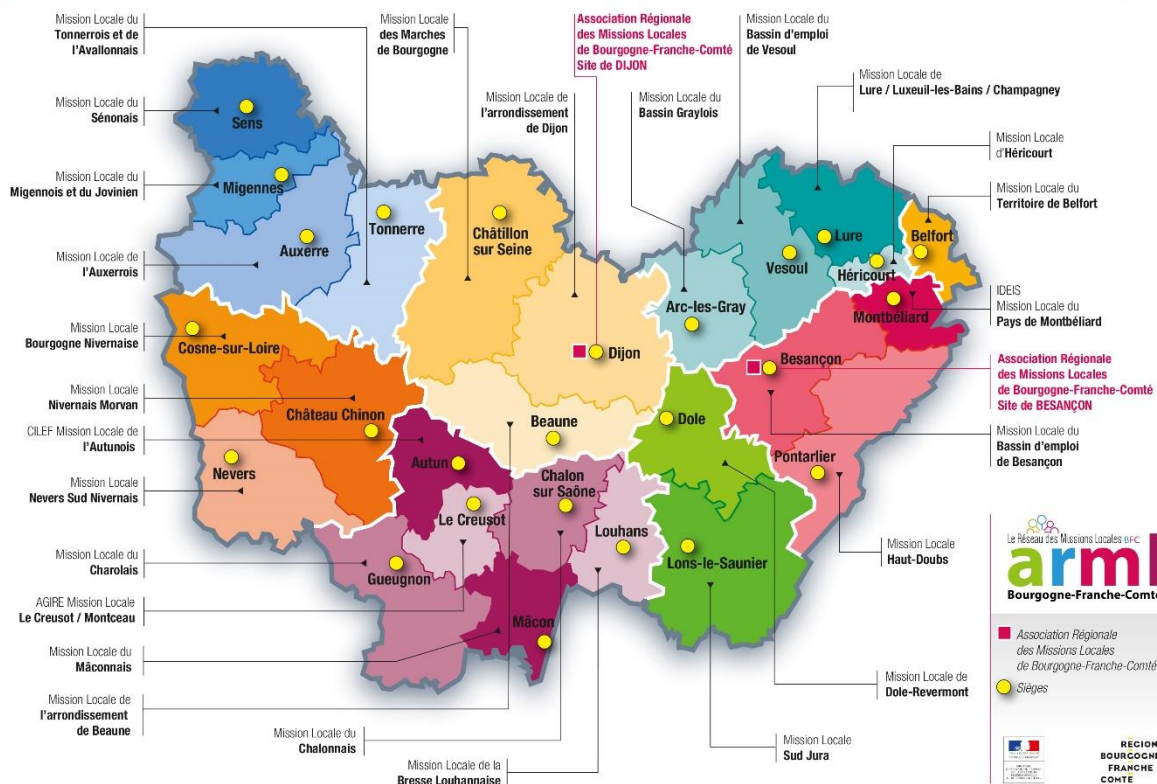 Mission Locale du
Tonnerrois et de
l'Avallonnais
Mission Locale
des Marches
de Bourgogne
Association Régionale
des Missions Locales
de Bourgogne-Franche-Comté
Site de DIJON
Mission Locale du
Bassin d'emploi
de Vesoul
Mission Locale de
Lure / Luxeuil-les-Bains / Champagney
Mission Locale du
Sénonais
Mission Locale de
l'arrondissement
de Dijon
Mission Locale du
Bassin Graylois
Mission Locale
d'Héricourt
Mission Locale du
Migennois et du Jovinien
Mission Locale du
Territoire de Belfort
Mission Locale de
l'Auxerrois
IDEIS
Mission Locale du
Pays de Montbéliard
Mission Locale
Bourgogne Nivernaise
Association Régionale
des Missions Locales
de Bourgogne-Franche-Comté
Site de BESANÇON
Mission Locale
Nivernais Morvan
CILEF Mission Locale de
l'Autunois
Mission Locale du
Bassin d'emploi
de Besançon
Mission Locale
Nevers Sud Nivernais
Mission Locale du
Charolais
Mission Locale
Haut-Doubs
AGIRE Mission Locale
Le Creusot / Montceau
Mission Locale du
Mâconnais
Mission Locale de
l'arrondissement
de Beaune
Mission Locale du
Chalonnais
Mission Locale de la
Bresse Louhannaise
Mission Locale
Sud Jura
Mission Locale de
Dole-Revermont
Sens
Migennes
Auxerre
Tonnerre
Châtillon
sur Seine
Dijon
Beaune
Arc-les-Gray
Vesoul
Lure
Héricourt
Belfort
Montbéliard
Besançon
Pontarlier
Dole
Lons-le-Saunier
Cosne-sur-Loire
Château Chinon
Nevers
Autun
Le Creusot
Chalon
sur Saône
Louhans
Gueugnon
Mâcon
Le Réseau des Missions Locales BFC
arml
Bourgogne-Franche-Comté
Association Régionale
des Missions Locales
de Bourgogne-Franche-Comté
Sièges
REGION
BOURGOGNE
FRANCHE
COMTE